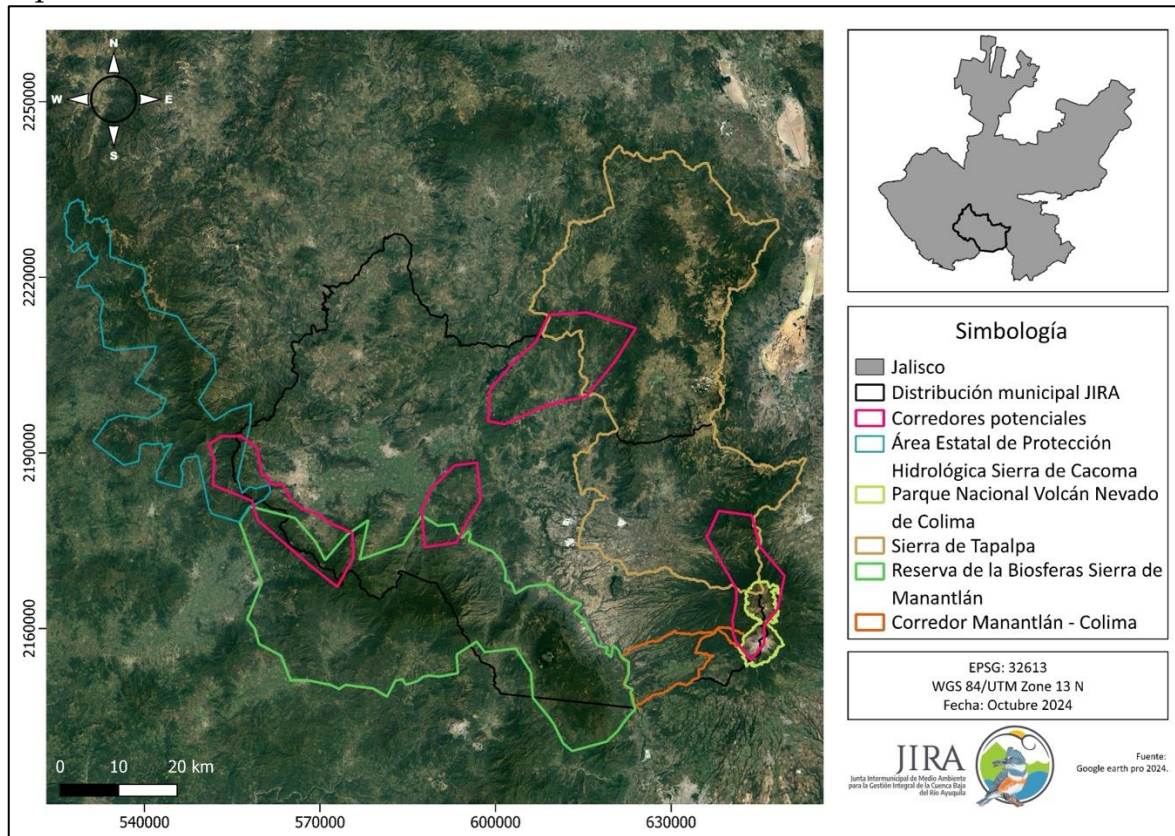 N
W
E
S
2250000
2220000
2190000
2160000
0 10 20 km
540000
570000
600000
630000
Simbología
Jalisco
Distribución municipal JIRA
Corredores potenciales
Área Estatal de Protección
Hidrológica Sierra de Cacoma
Parque Nacional Volcán Nevado
de Colima
Sierra de Tapalpa
Reserva de la Biosferas Sierra de
Manantlán
Corredor Manantlán - Colima
EPSG: 32613
WGS 84/UTM Zone 13 N
Fecha: Octubre 2024
JIRA
Junta Intermunicipal de Medio Ambiente
para la Gestión Integral de la Cuenca Baja
del Río Ayuquila
Fuente:
Google earth pro 2024.